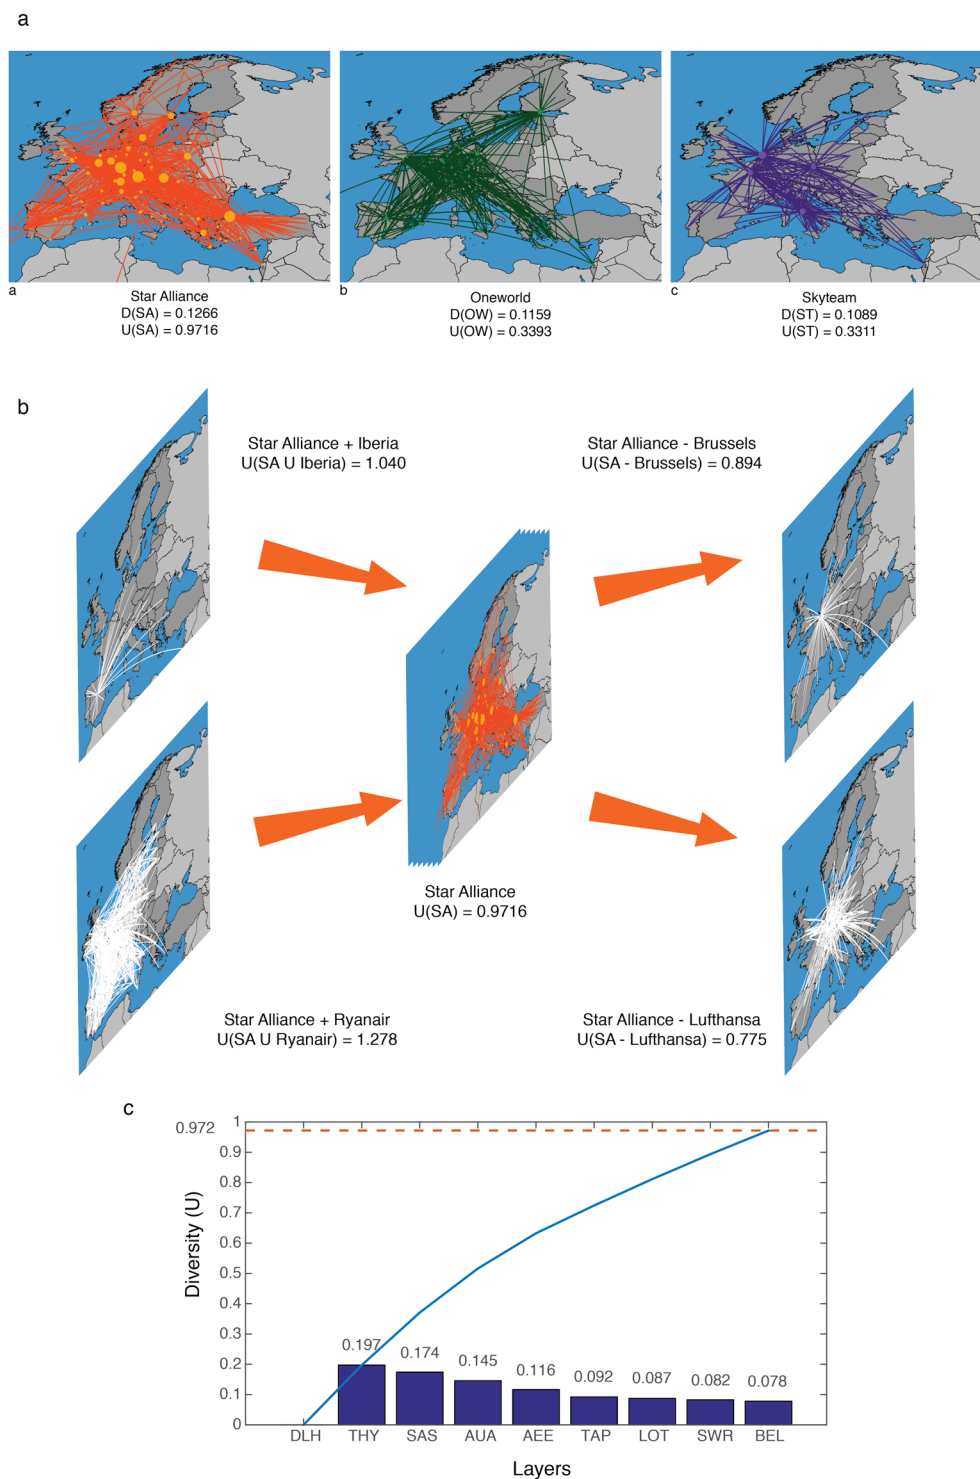 a
a
Star Alliance
D(SA) = 0.1266
U(SA) = 0.9716
b
Oneworld
D(OW) = 0.1159
U(OW) = 0.3393
c
Skyteam
D(ST) = 0.1089
U(ST) = 0.3311
b
Star Alliance + Iberia
U(SA U Iberia) = 1.040
Star Alliance - Brussels
U(SA - Brussels) = 0.894
Star Alliance
U(SA) = 0.9716
Star Alliance + Ryanair
U(SA U Ryanair) = 1.278
Star Alliance - Lufthansa
U(SA - Lufthansa) = 0.775
c
1
0.972
0.9
0.8
0.7
0.6
0.5
0.4
0.3
0.2
0.1
0
Diversity (U)
0.197
0.174
0.145
0.116
0.092
0.087
0.082
0.078
DLH THY SAS AUA AEE TAP LOT SWR BEL
Layers